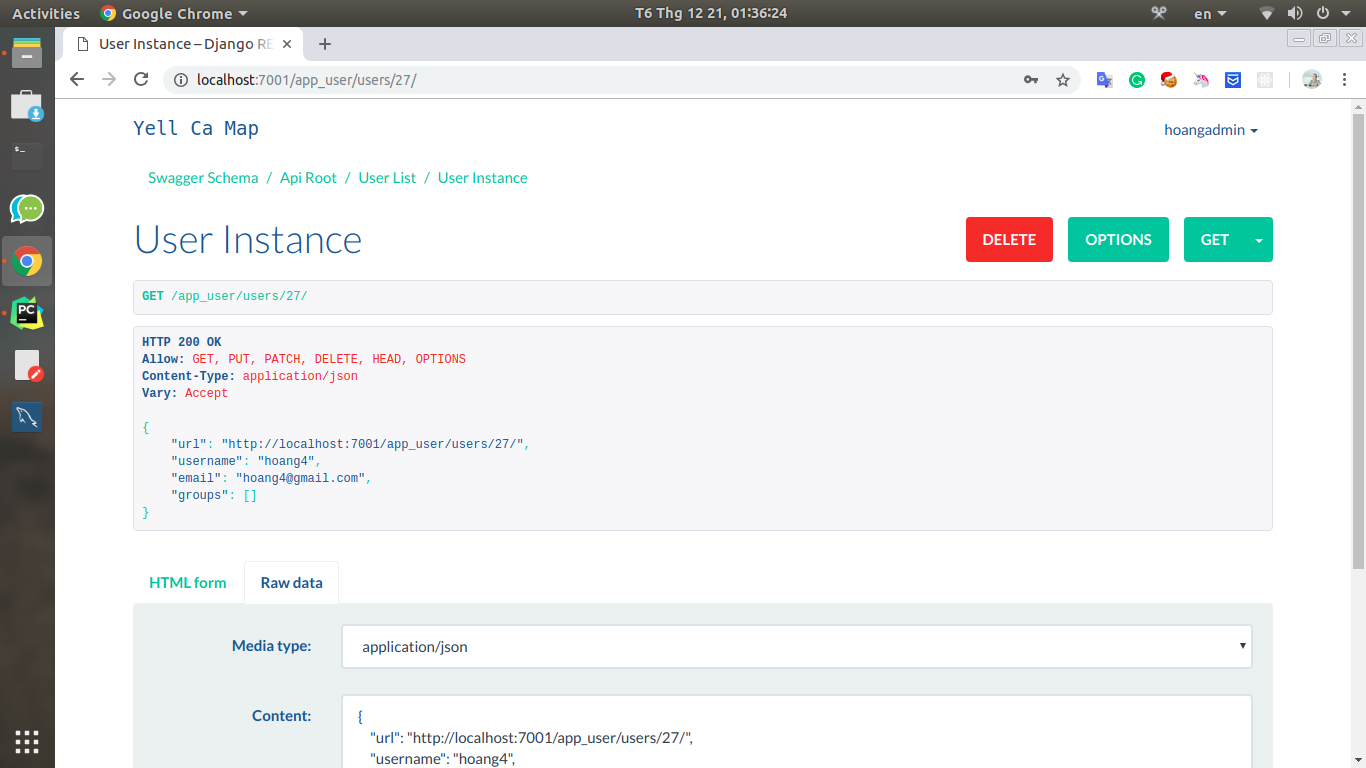 Activities Google Chrome T6 Thg 12 21, 01:36:24 en
User Instance – Django RE
localhost:7001/app_user/users/27/
Yell Ca Map hoangadmin
Swagger Schema / Api Root / User List / User Instance
User Instance DELETE OPTIONS GET
GET /app_user/users/27/
HTTP 200 OK
Allow: GET, PUT, PATCH, DELETE, HEAD, OPTIONS
Content-Type: application/json
Vary: Accept
{
"url": "http://localhost:7001/app_user/users/27/",
"username": "hoang4",
"email": "hoang4@gmail.com",
"groups": []
}
HTML form Raw data
Media type: application/json
Content: {
"url": "http://localhost:7001/app_user/users/27/",
"username": "hoang4",
PC